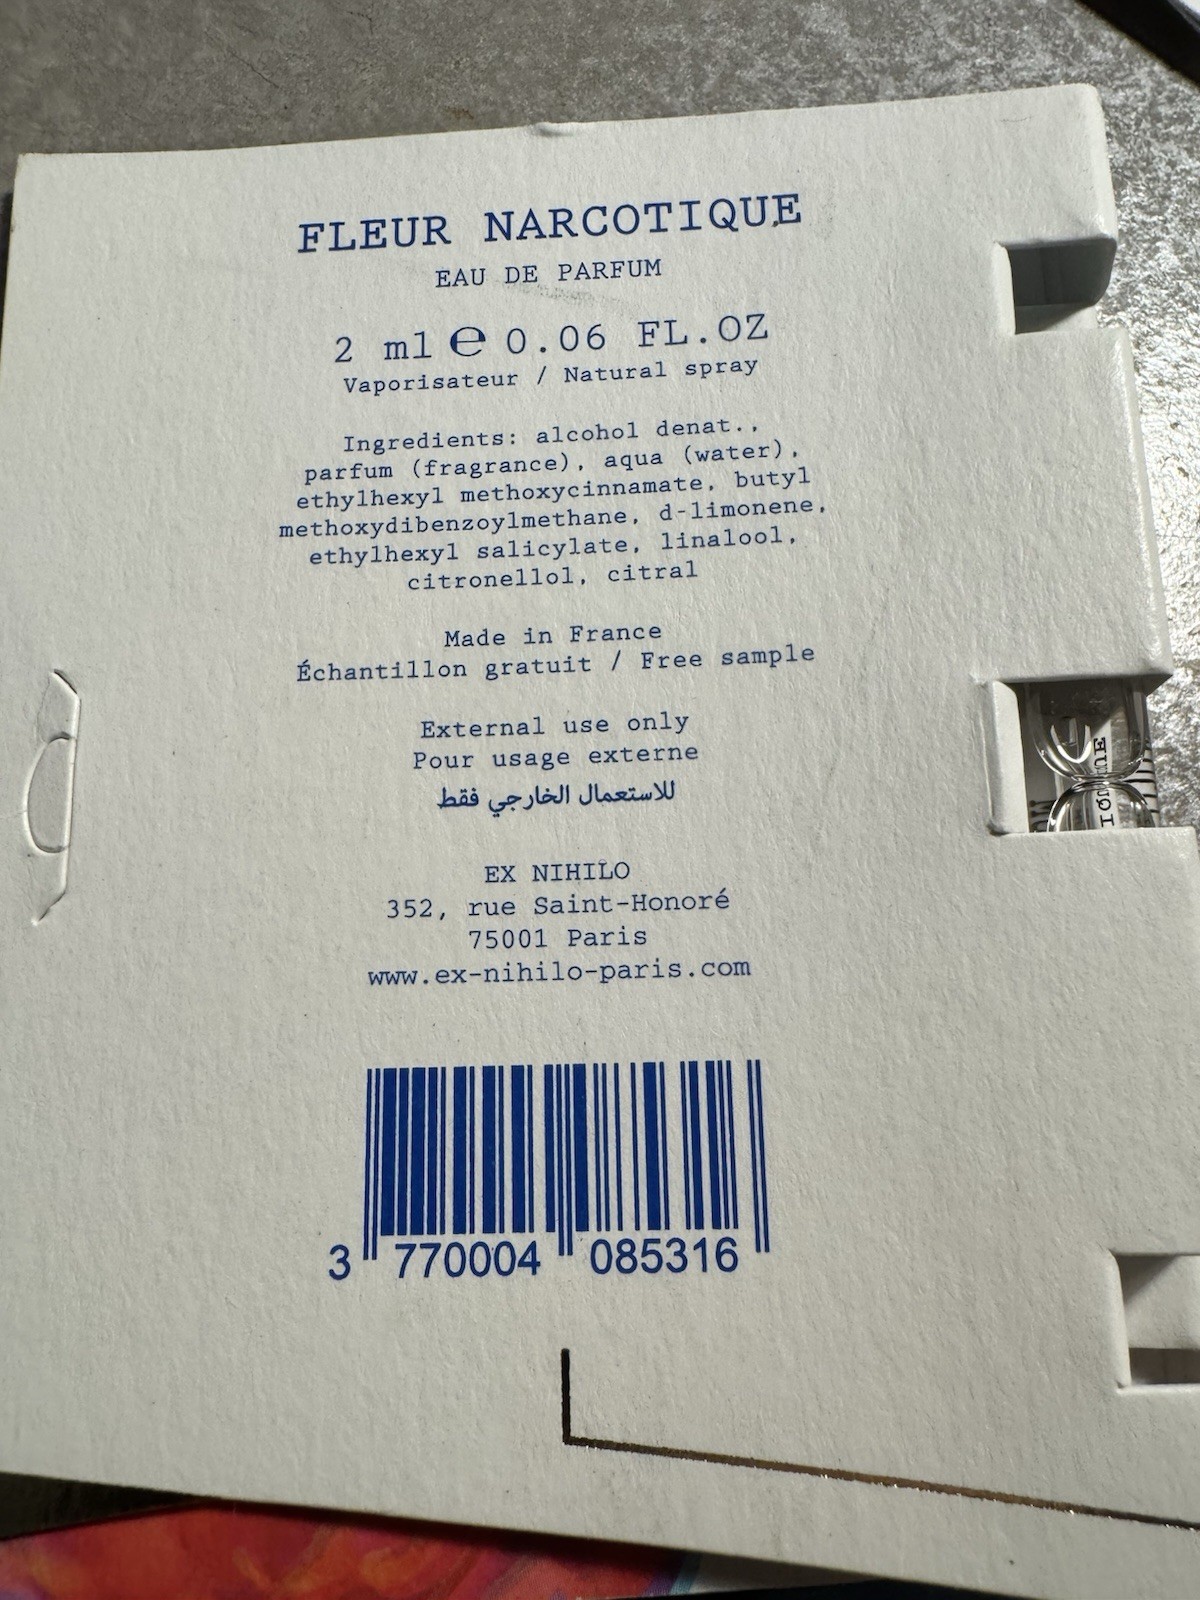 FLEUR NARCOTIQUE
EAU DE PARFUM
2 ml ℮ 0.06 FL.OZ
Vaporisateur / Natural spray
Ingredients: alcohol denat.,
parfum (fragrance), aqua (water),
ethylhexyl methoxycinnamate, butyl
methoxydibenzoylmethane, d-limonene,
ethylhexyl salicylate, linalool,
citronellol, citral
Made in France
Échantillon gratuit / Free sample
External use only
Pour usage externe
للاستعمال الخارجي فقط
EX NIHILO
352, rue Saint-Honoré
75001 Paris
www.ex-nihilo-paris.com
3 770004 085316